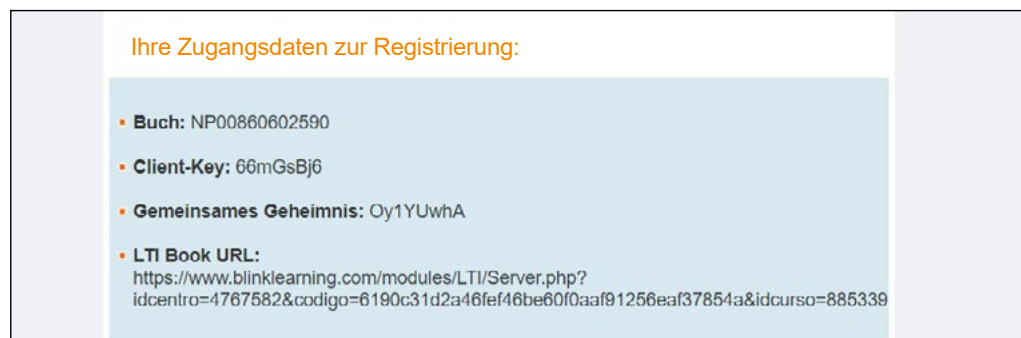 Ihre Zugangsdaten zur Registrierung:
Buch: NP00860602590
Client-Key: 66mGsBj6
Gemeinsames Geheimnis: Oy1YUwhA
LTI Book URL:
https://www.blinklearning.com/modules/LTI/Server.php?
idcentro=4767582&codigo=6190c31d2a46fef46be60f0aaf91256eaf37854a&idcurso=885339